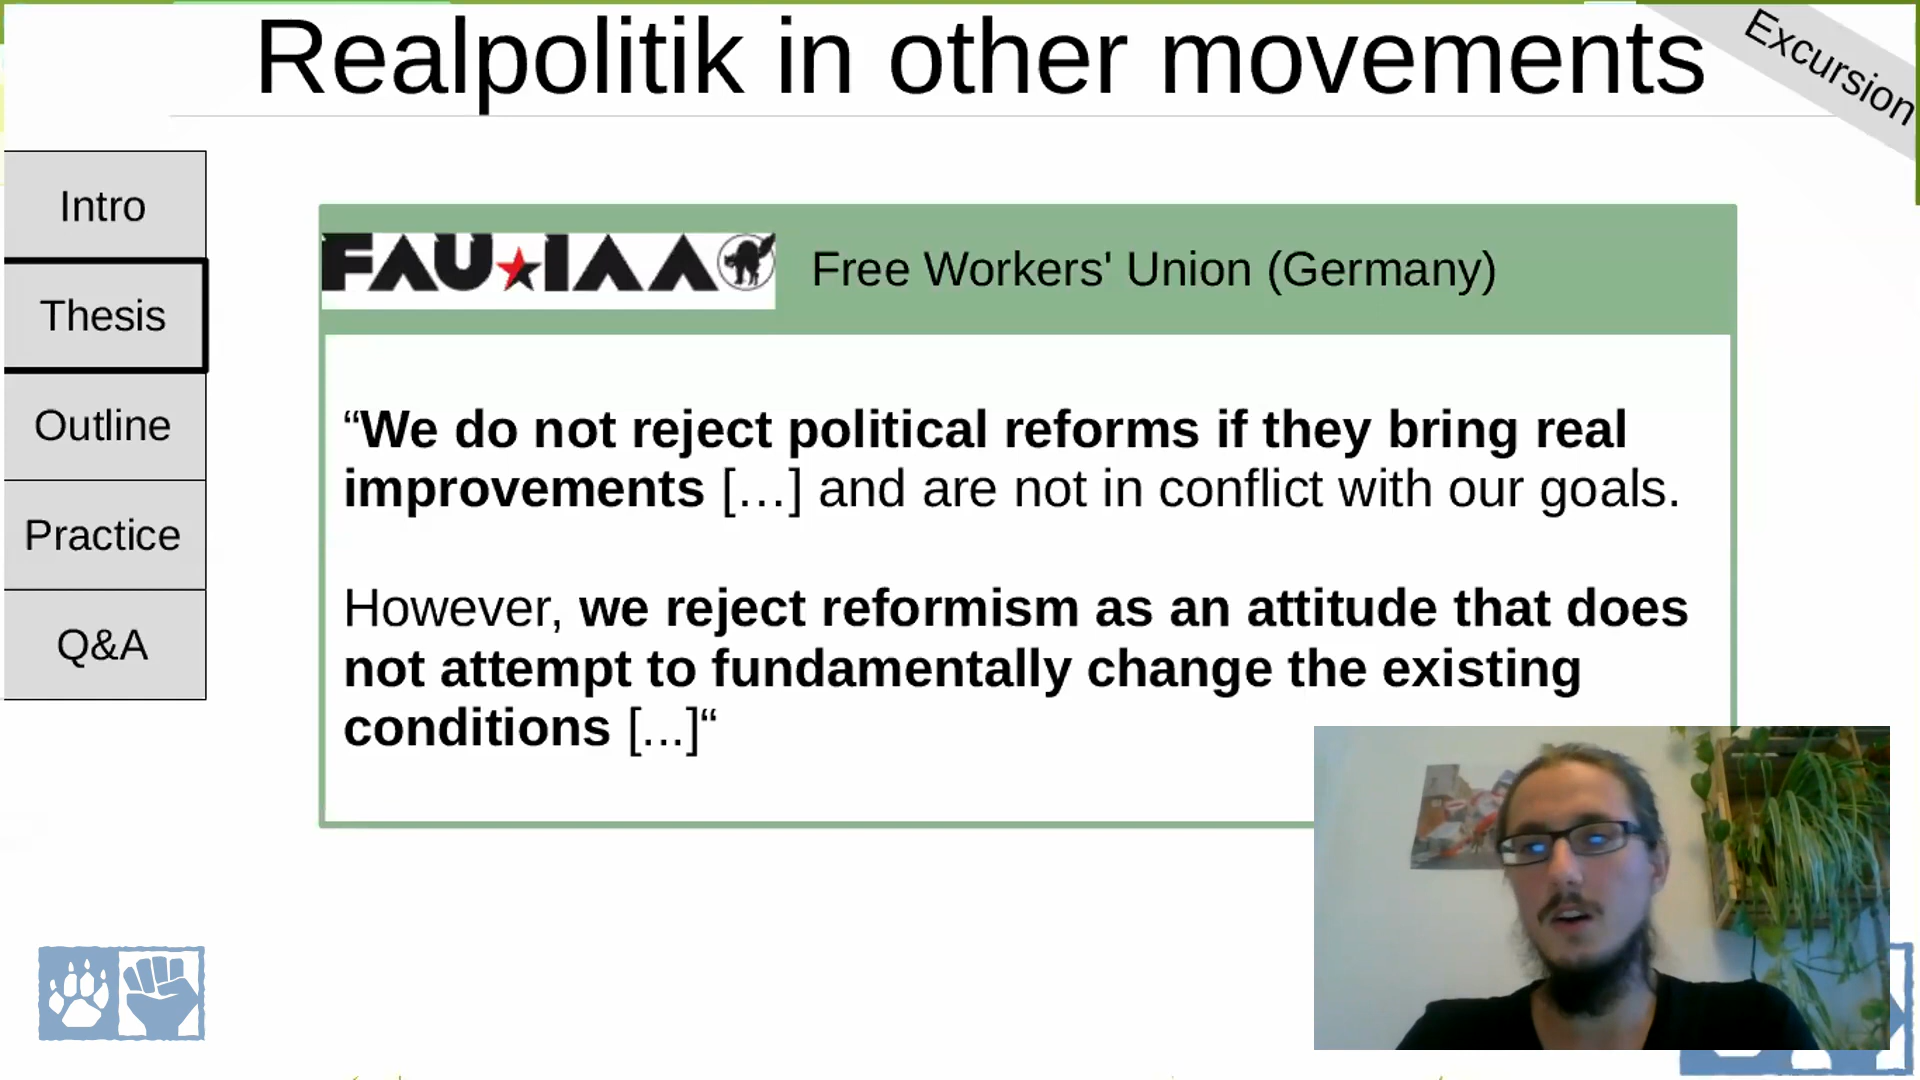 Realpolitik in other movements
Excursion
Intro
Thesis
Outline
Practice
Q&A
FAU★IAA
Free Workers' Union (Germany)
“We do not reject political reforms if they bring real
improvements […] and are not in conflict with our goals.
However, we reject reformism as an attitude that does
not attempt to fundamentally change the existing
conditions [...]“